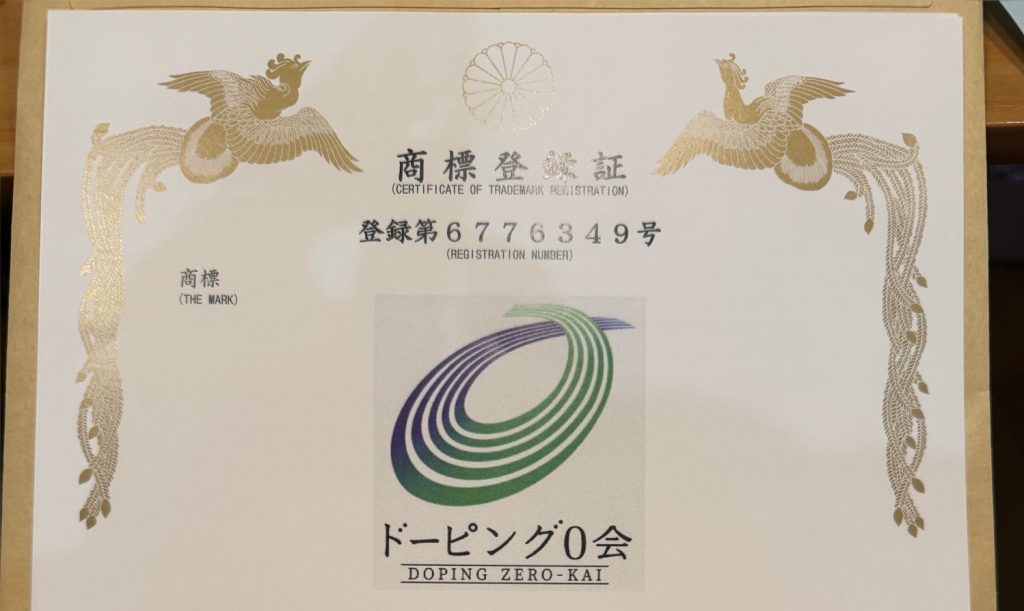 商標登録証
(CERTIFICATE OF TRADEMARK REGISTRATION)
登録第６７７６３４９号
(REGISTRATION NUMBER)
商標
(THE MARK)
ドーピング0会
DOPING ZERO-KAI